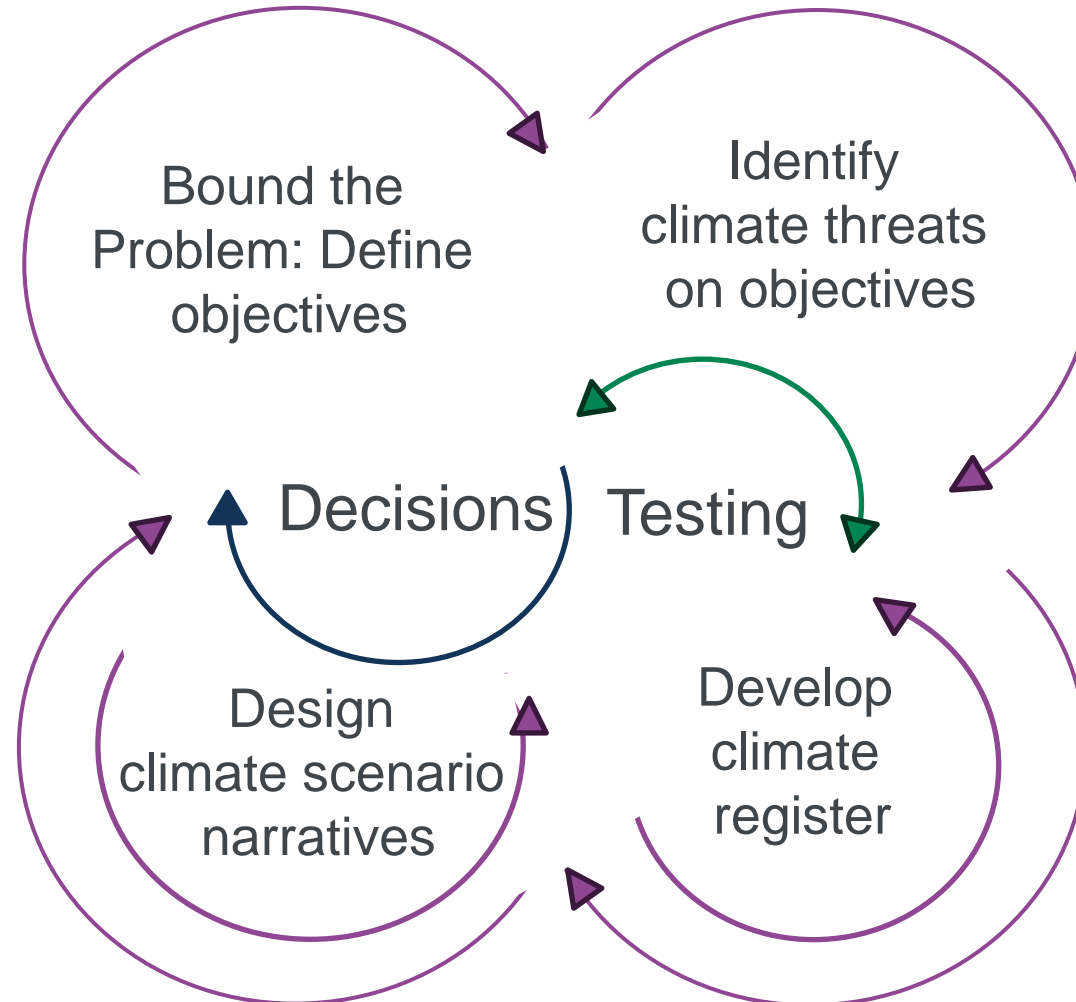 Bound the
Problem: Define
objectives
Identify
climate threats
on objectives
Decisions
Testing
Design
climate scenario
narratives
Develop
climate
register